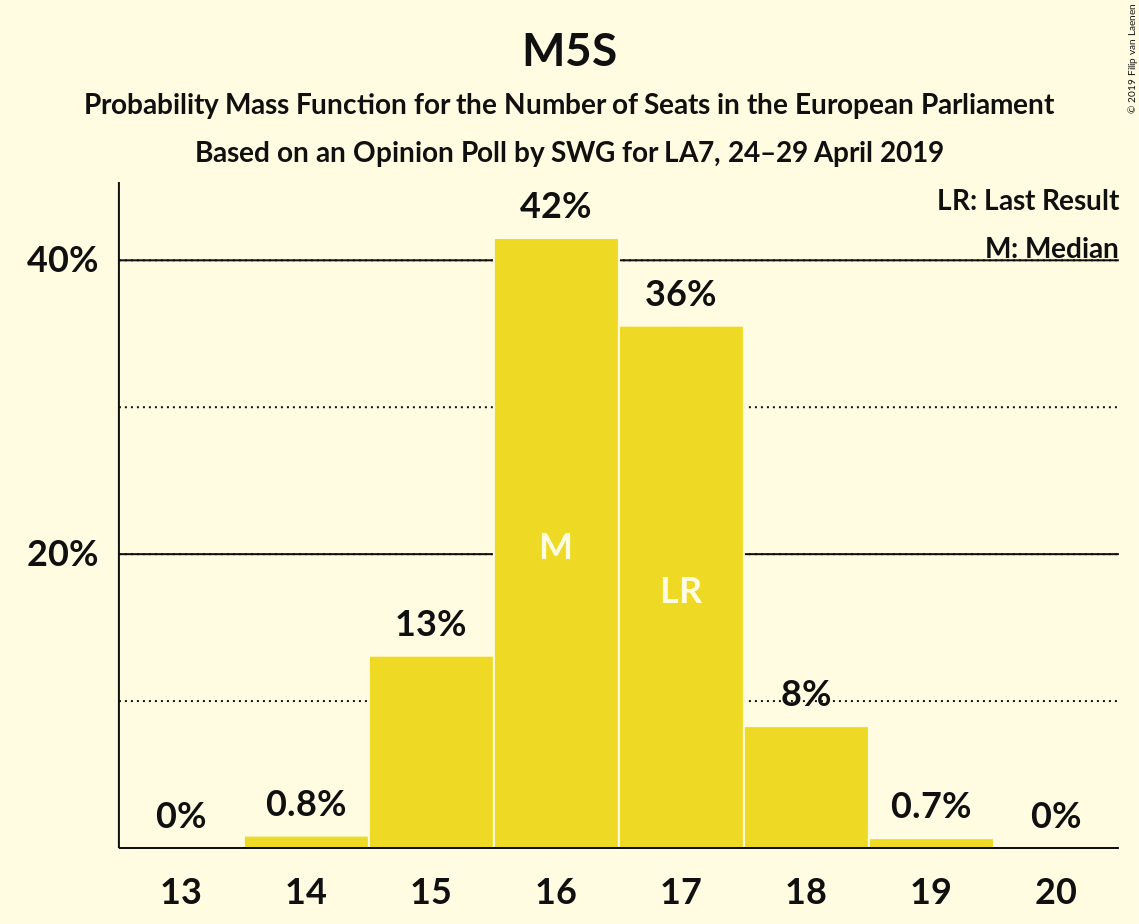 M5S
Probability Mass Function for the Number of Seats in the European Parliament
Based on an Opinion Poll by SWG for LA7, 24–29 April 2019
© 2019 Filip van Laenen
LR: Last Result
M: Median
42%
40%
36%
20%
M
LR
13%
8%
0%
0.8%
0.7%
0%
13 14 15 16 17 18 19 20